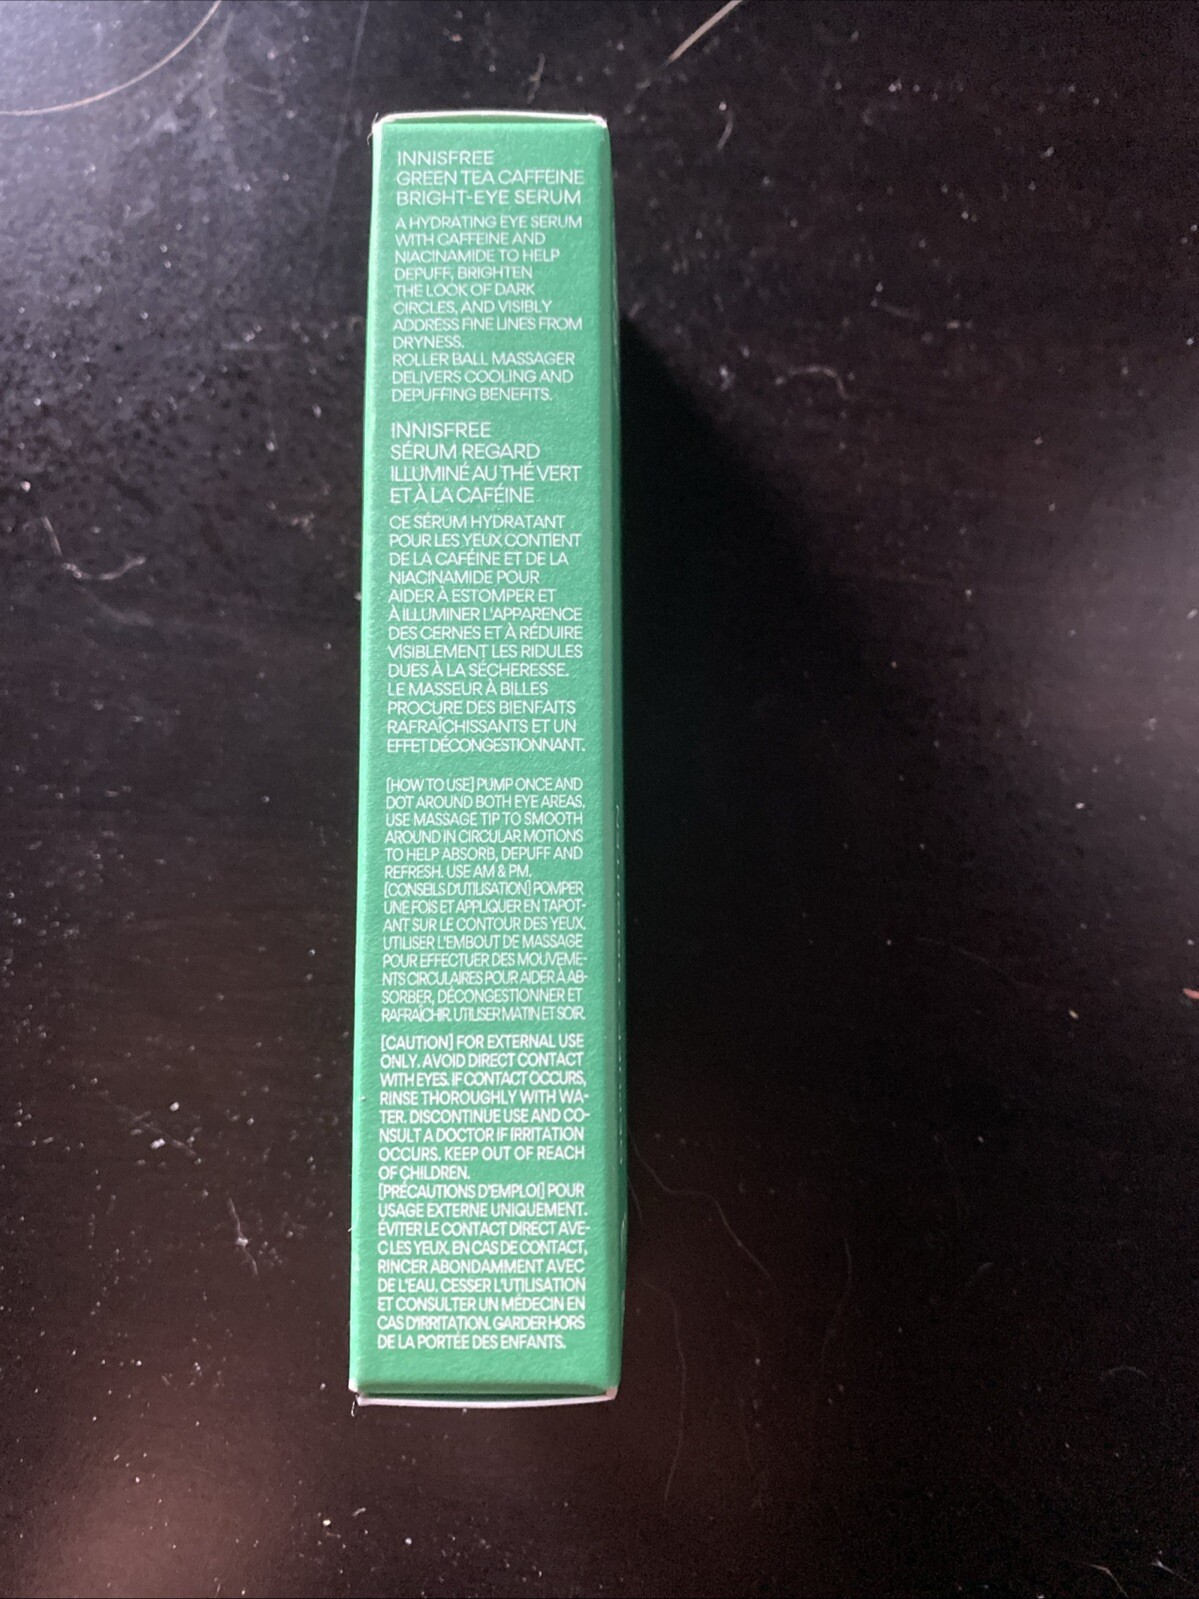 INNISFREE
GREEN TEA CAFFEINE
BRIGHT-EYE SERUM
A HYDRATING EYE SERUM
WITH CAFFEINE AND
NIACINAMIDE TO HELP
DEPUFF, BRIGHTEN
THE LOOK OF DARK
CIRCLES, AND VISIBLY
ADDRESS FINE LINES FROM
DRYNESS.
ROLLER BALL MASSAGER
DELIVERS COOLING AND
DEPUFFING BENEFITS.
INNISFREE
SÉRUM REGARD
ILLUMINÉ AU THÉ VERT
ET À LA CAFÉINE
CE SÉRUM HYDRATANT
POUR LES YEUX CONTIENT
DE LA CAFÉINE ET DE LA
NIACINAMIDE POUR
AIDER À ESTOMPER ET
À ILLUMINER L'APPARENCE
DES CERNES ET À RÉDUIRE
VISIBLEMENT LES RIDULES
DUES À LA SÉCHERESSE.
LE MASSEUR À BILLES
PROCURE DES BIENFAITS
RAFRAÎCHISSANTS ET UN
EFFET DÉCONGESTIONNANT.
[HOW TO USE] PUMP ONCE AND
DOT AROUND BOTH EYE AREAS,
USE MASSAGE TIP TO SMOOTH
AROUND IN CIRCULAR MOTIONS
TO HELP ABSORB, DEPUFF AND
REFRESH. USE AM & PM.
[CONSEILS D'UTILISATION] POMPER
UNE FOIS ET APPLIQUER EN TAPOT-
ANT SUR LE CONTOUR DES YEUX.
UTILISER L'EMBOUT DE MASSAGE
POUR EFFECTUER DES MOUVEME-
NTS CIRCULAIRES POUR AIDER À AB-
SORBER, DÉCONGESTIONNER ET
RAFRAÎCHIR. UTILISER MATIN ET SOIR.
[CAUTION] FOR EXTERNAL USE
ONLY. AVOID DIRECT CONTACT
WITH EYES. IF CONTACT OCCURS,
RINSE THOROUGHLY WITH WA-
TER. DISCONTINUE USE AND CO-
NSULT A DOCTOR IF IRRITATION
OCCURS. KEEP OUT OF REACH
OF CHILDREN.
[PRÉCAUTIONS D'EMPLOI] POUR
USAGE EXTERNE UNIQUEMENT.
ÉVITER LE CONTACT DIRECT AVE-
C LES YEUX. EN CAS DE CONTACT,
RINCER ABONDAMMENT AVEC
DE L'EAU. CESSER L'UTILISATION
ET CONSULTER UN MÉDECIN EN
CAS D'IRRITATION. GARDER HORS
DE LA PORTÉE DES ENFANTS.